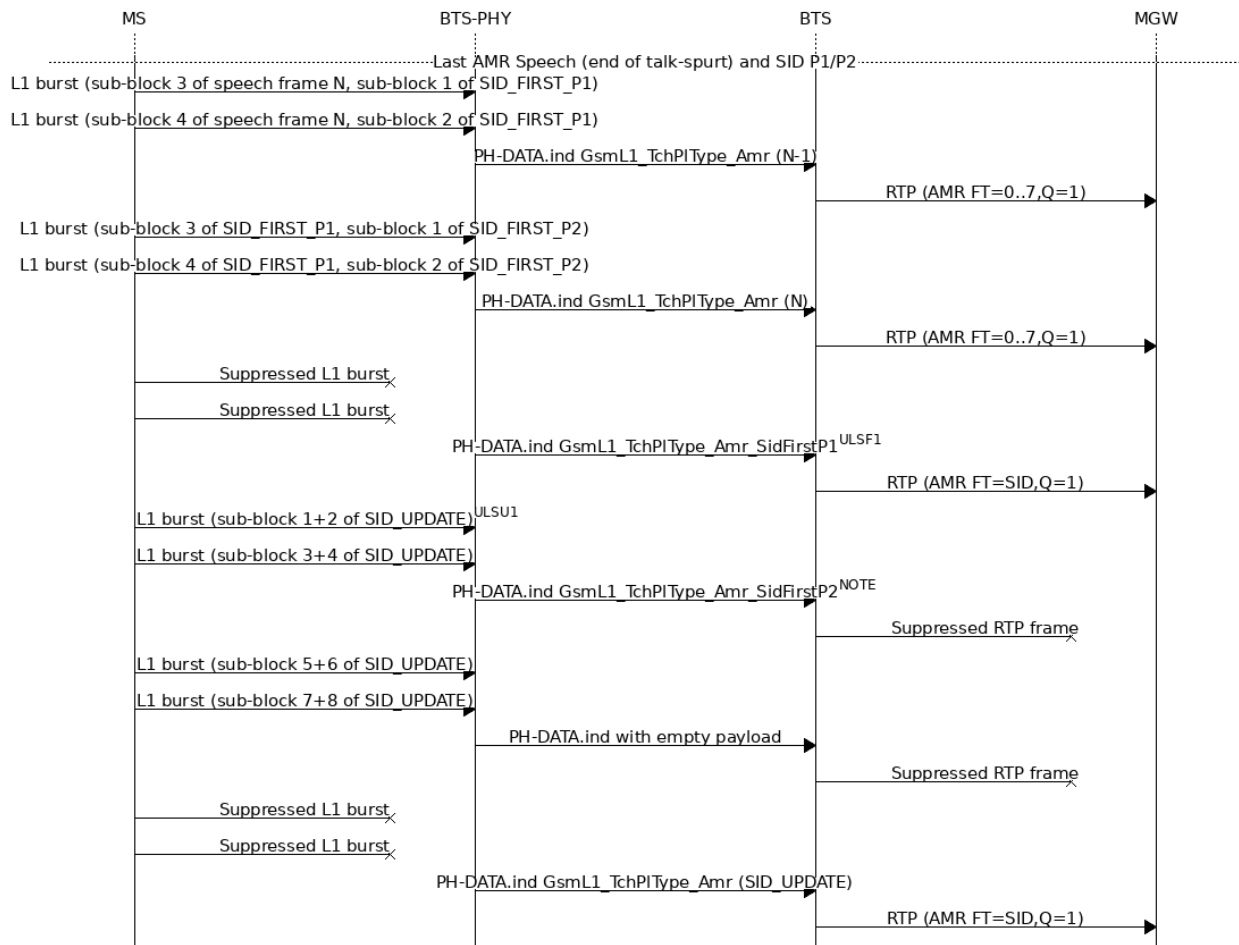 MS BTS-PHY BTS MGW
Last AMR Speech (end of talk-spurt) and SID P1/P2
L1 burst (sub-block 3 of speech frame N, sub-block 1 of SID_FIRST_P1)
L1 burst (sub-block 4 of speech frame N, sub-block 2 of SID_FIRST_P1)
PH-DATA.ind GsmL1_TchPlType_Amr (N-1)
RTP (AMR FT=0..7,Q=1)
L1 burst (sub-block 3 of SID_FIRST_P1, sub-block 1 of SID_FIRST_P2)
L1 burst (sub-block 4 of SID_FIRST_P1, sub-block 2 of SID_FIRST_P2)
PH-DATA.ind GsmL1_TchPlType_Amr (N)
RTP (AMR FT=0..7,Q=1)
Suppressed L1 burst
Suppressed L1 burst
PH-DATA.ind GsmL1_TchPlType_Amr_SidFirstP1 ULSF1
RTP (AMR FT=SID,Q=1)
L1 burst (sub-block 1+2 of SID_UPDATE) ULSU1
L1 burst (sub-block 3+4 of SID_UPDATE)
PH-DATA.ind GsmL1_TchPlType_Amr_SidFirstP2 NOTE
Suppressed RTP frame
L1 burst (sub-block 5+6 of SID_UPDATE)
L1 burst (sub-block 7+8 of SID_UPDATE)
PH-DATA.ind with empty payload
Suppressed RTP frame
Suppressed L1 burst
Suppressed L1 burst
PH-DATA.ind GsmL1_TchPlType_Amr (SID_UPDATE)
RTP (AMR FT=SID,Q=1)